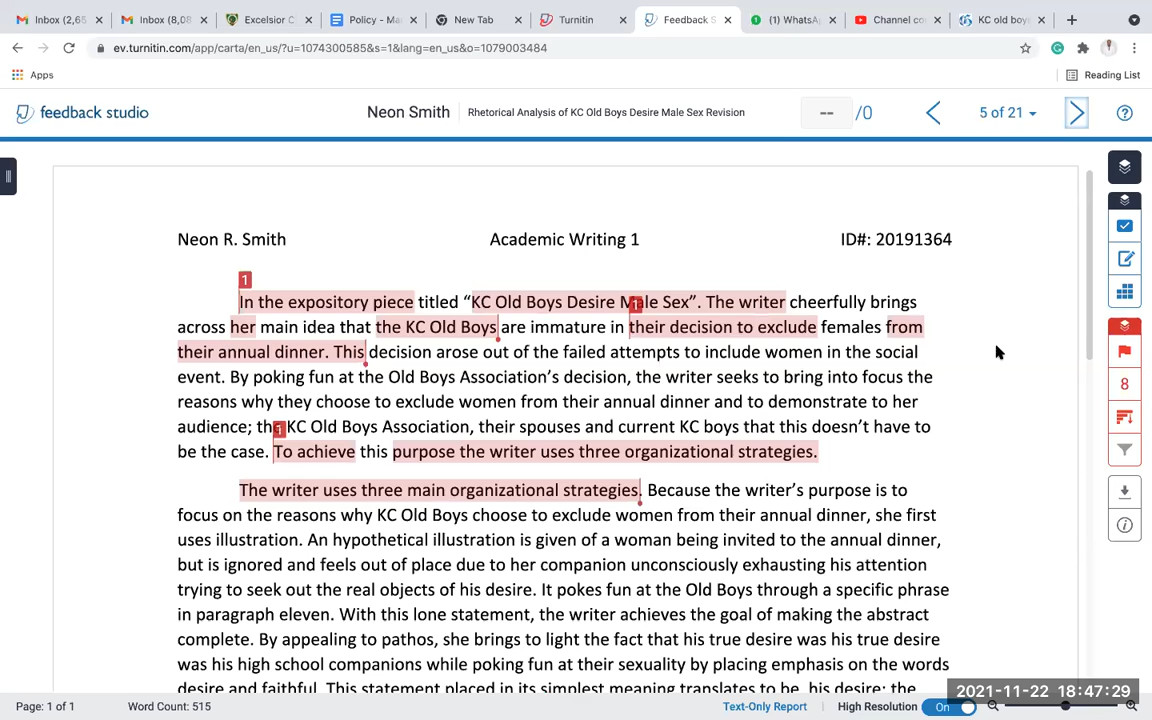 Inbox (2,65
Inbox (8,08
Excelsior C
Policy - Ma
New Tab
Turnitin
Feedback S
(1) WhatsA
Channel co
KC old boy
ev.turnitin.com/app/carta/en_us/?u=1074300585&s=1&lang=en_us&o=1079003484
Apps
Reading List
feedback studio
Neon Smith
Rhetorical Analysis of KC Old Boys Desire Male Sex Revision
-- /0
5 of 21
Neon R. Smith Academic Writing 1 ID#: 20191364
1
In the expository piece titled “KC Old Boys Desire Male Sex”. The writer cheerfully brings
across her main idea that the KC Old Boys are immature in their decision to exclude females from
their annual dinner. This decision arose out of the failed attempts to include women in the social
event. By poking fun at the Old Boys Association’s decision, the writer seeks to bring into focus the
reasons why they choose to exclude women from their annual dinner and to demonstrate to her
audience; the KC Old Boys Association, their spouses and current KC boys that this doesn’t have to
be the case. To achieve this purpose the writer uses three organizational strategies.
The writer uses three main organizational strategies. Because the writer’s purpose is to
focus on the reasons why KC Old Boys choose to exclude women from their annual dinner, she first
uses illustration. An hypothetical illustration is given of a woman being invited to the annual dinner,
but is ignored and feels out of place due to her companion unconsciously exhausting his attention
trying to seek out the real objects of his desire. It pokes fun at the Old Boys through a specific phrase
in paragraph eleven. With this lone statement, the writer achieves the goal of making the abstract
complete. By appealing to pathos, she brings to light the fact that his true desire was his true desire
was his high school companions while poking fun at their sexuality by placing emphasis on the words
desire and faithful. This statement placed in its simplest meaning translates to be, his desire; the
8
Page: 1 of 1
Word Count: 515
Text-Only Report
High Resolution
On
2021-11-22 18:47:29